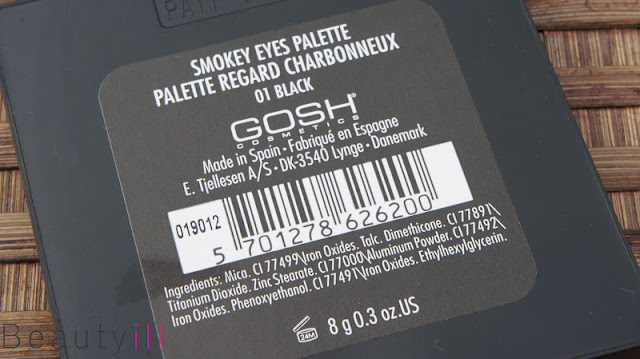 SMOKEY EYES PALETTE
PALETTE REGARD CHARBONNEUX
01 BLACK
GOSH
COSMETICS
Made in Spain • Fabriqué en Espagne
E. Tjellesen A/S • DK-3540 Lynge • Danemark
019012
5 701278 626200
Ingredients: Mica. CI 77499\Iron Oxides. Talc. Dimethicone. CI 77891\
Titanium Dioxide. Zinc Stearate. CI 77000\Aluminum Powder. CI 77492\
Iron Oxides. Phenoxyethanol. CI 77491\Iron Oxides. Ethylhexylglycerin.
24M
8 g 0.3 oz.US
Beautyill